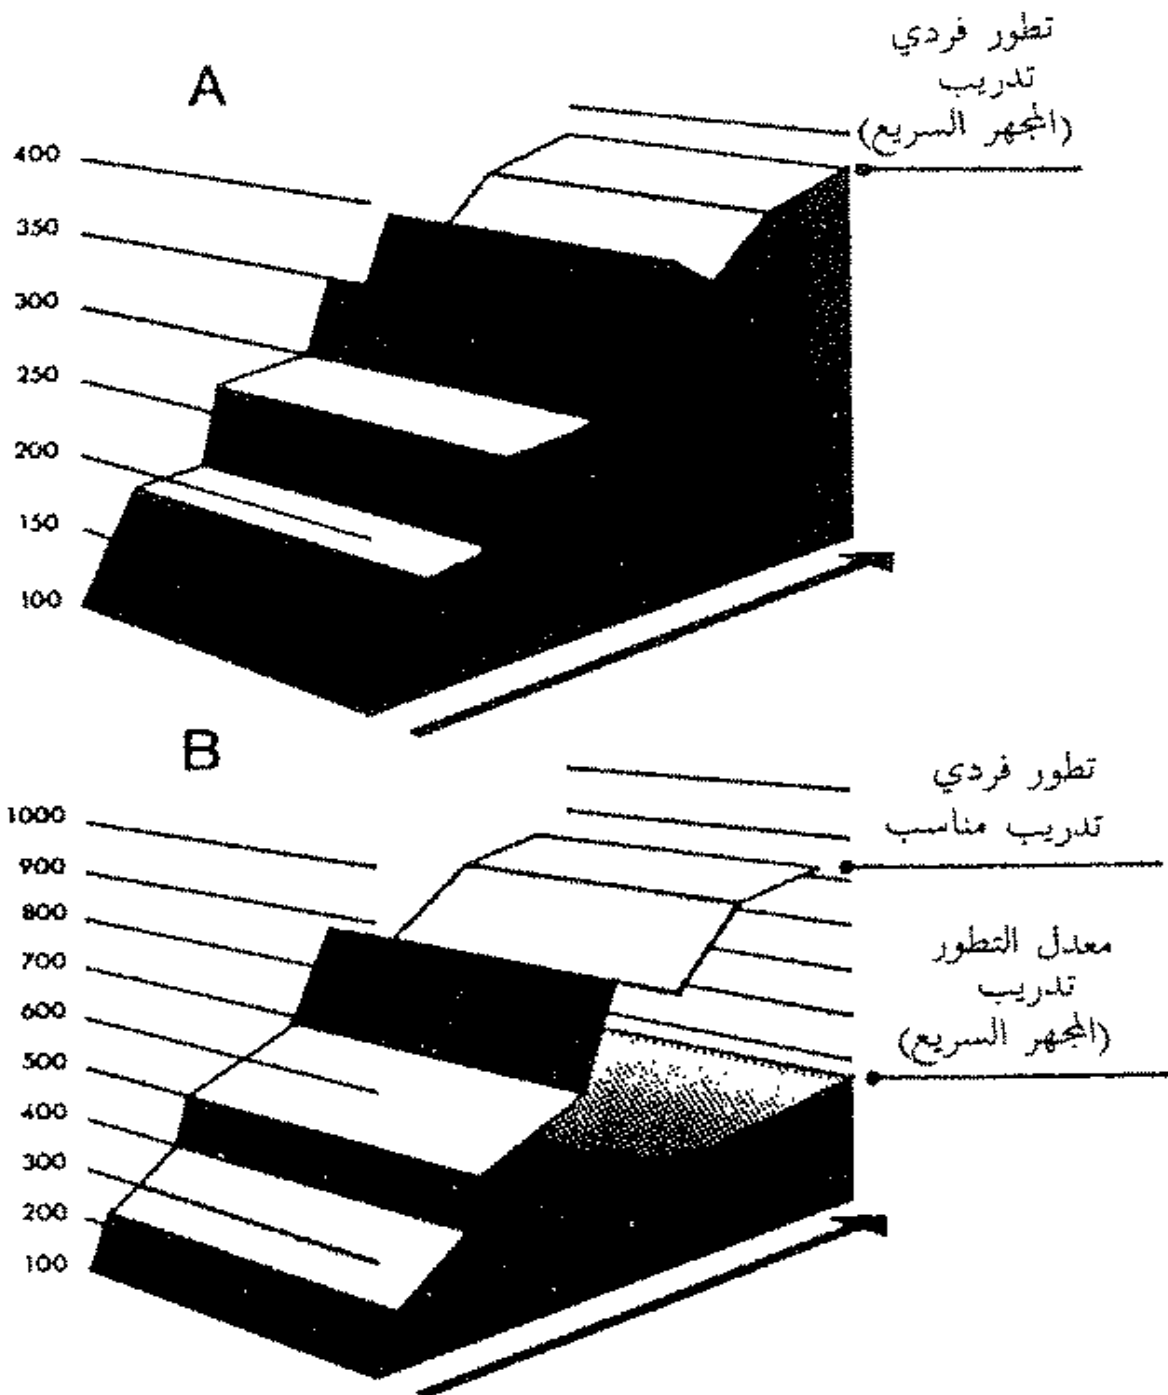 A
تطور فردي
تدريب
(المجهر السريع)
400
350
300
250
200
150
100
B
تطور فردي
تدريب مناسب
معدل التطور
تدريب
(المجهر السريع)
1000
900
800
700
600
500
400
300
200
100